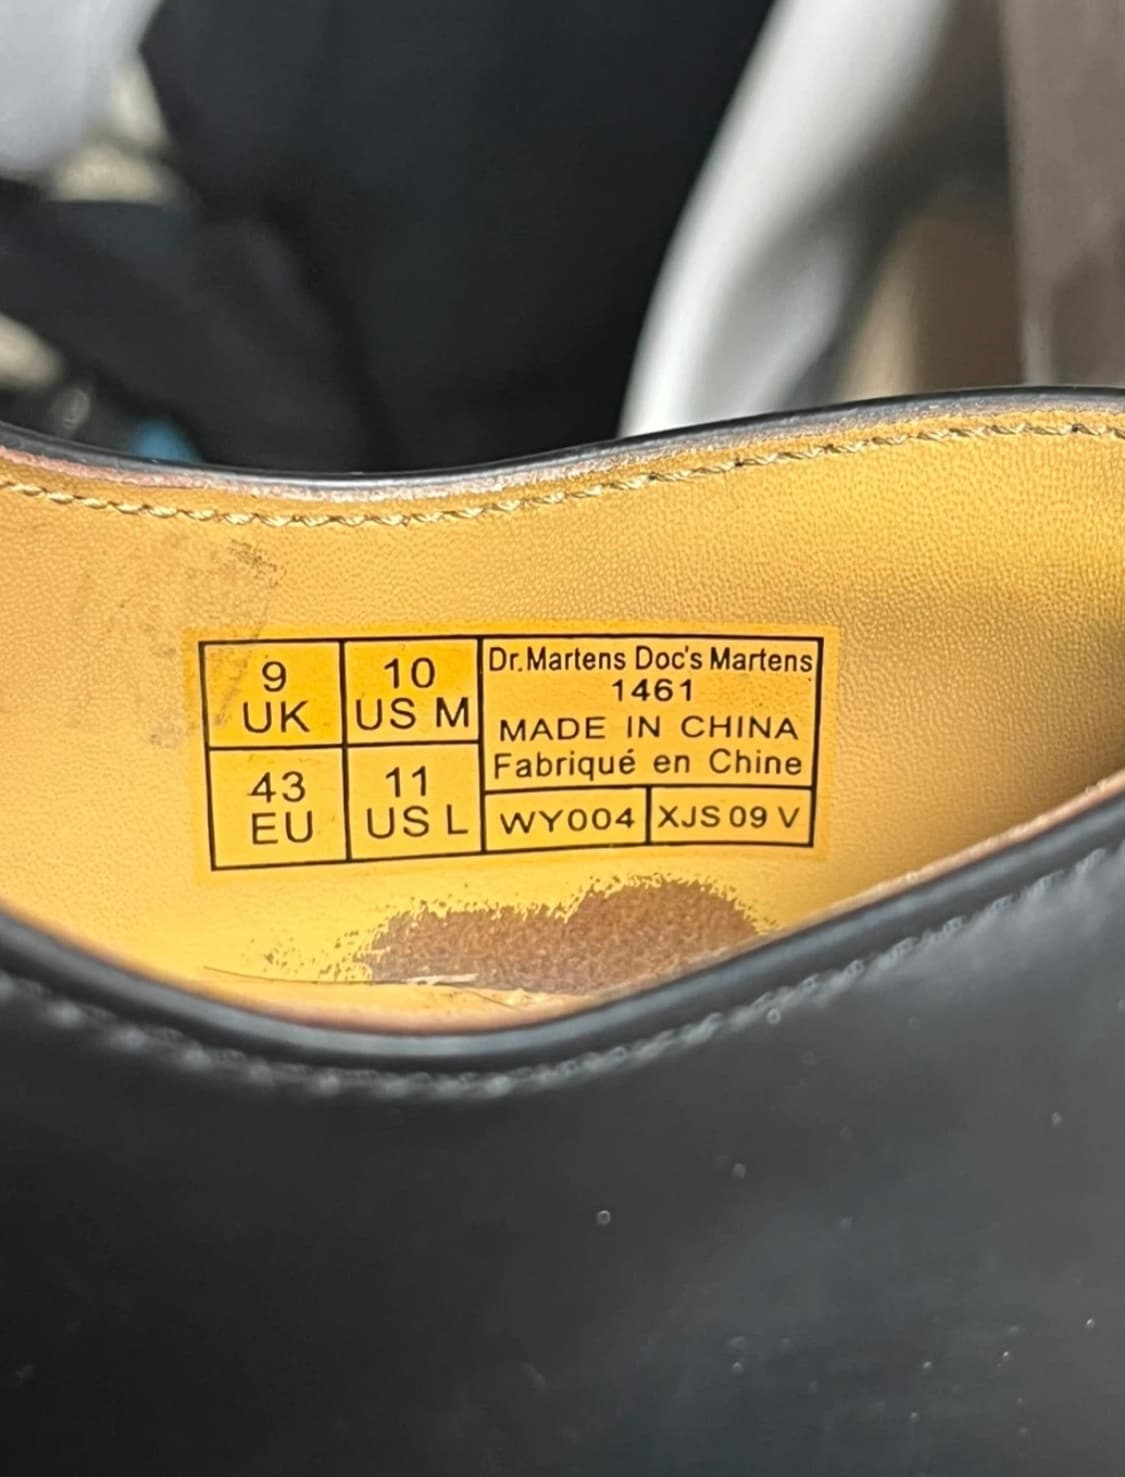 9
UK
10
US M
43
EU
11
US L
Dr.Martens Doc's Martens
1461
MADE IN CHINA
Fabriqué en Chine
WY004
XJS 09 V